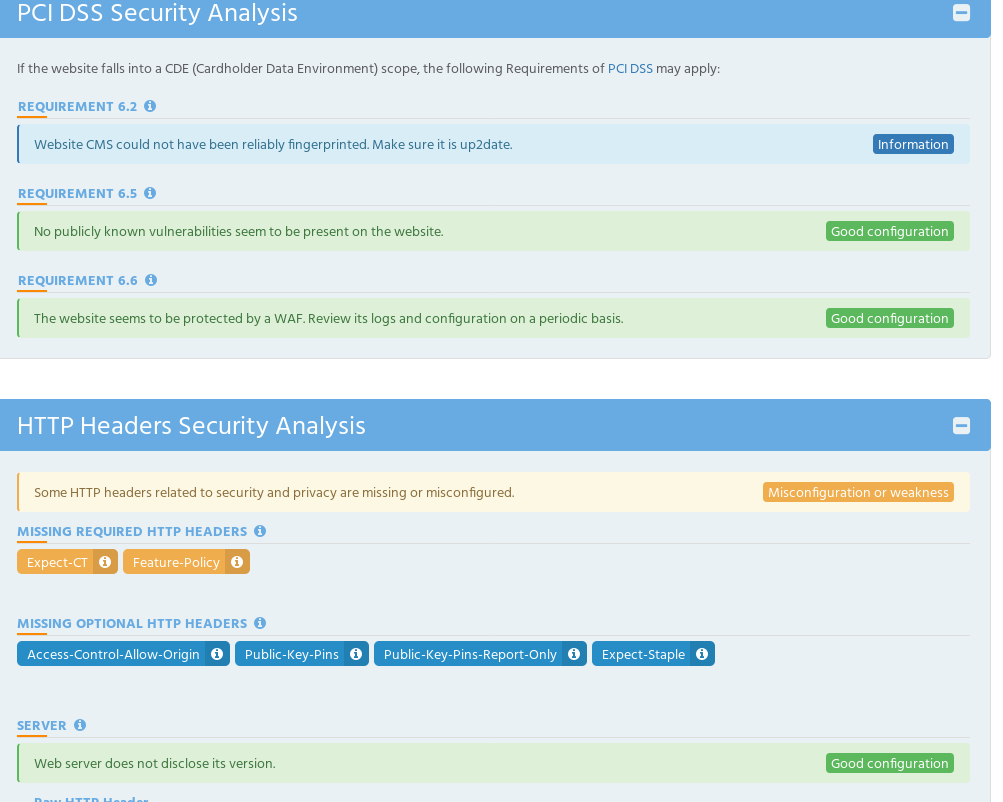 PCI DSS Security Analysis
If the website falls into a CDE (Cardholder Data Environment) scope, the following Requirements of PCI DSS may apply:
REQUIREMENT 6.2
Website CMS could not have been reliably fingerprinted. Make sure it is up2date. Information
REQUIREMENT 6.5
No publicly known vulnerabilities seem to be present on the website. Good configuration
REQUIREMENT 6.6
The website seems to be protected by a WAF. Review its logs and configuration on a periodic basis. Good configuration
HTTP Headers Security Analysis
Some HTTP headers related to security and privacy are missing or misconfigured. Misconfiguration or weakness
MISSING REQUIRED HTTP HEADERS
Expect-CT Feature-Policy
MISSING OPTIONAL HTTP HEADERS
Access-Control-Allow-Origin Public-Key-Pins Public-Key-Pins-Report-Only Expect-Staple
SERVER
Web server does not disclose its version. Good configuration
Raw HTTP Header